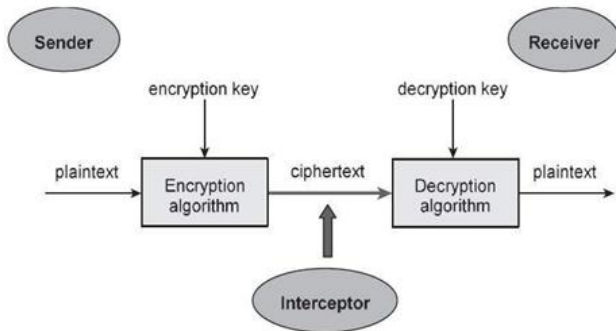 Sender
Receiver
encryption key
decryption key
plaintext
Encryption
algorithm
ciphertext
Decryption
algorithm
plaintext
Interceptor